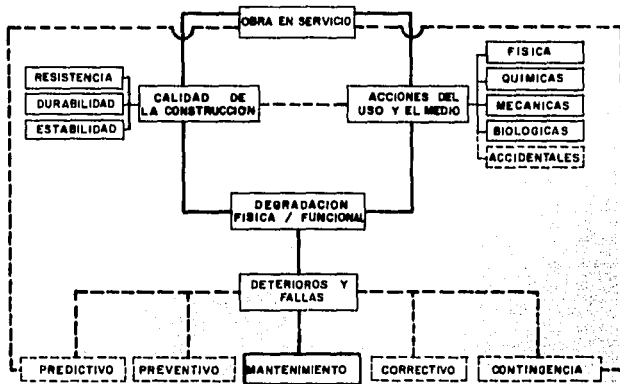 OBRA EN SERVICIO
RESISTENCIA
DURABILIDAD
ESTABILIDAD
CALIDAD DE
LA CONSTRUCCION
ACCIONES DEL
USO Y EL MEDIO
FISICA
QUIMICAS
MECANICAS
BIOLOGICAS
ACCIDENTALES
DEGRADACION
FISICA / FUNCIONAL
DETERIOROS Y
FALLAS
PREDICTIVO
PREVENTIVO
MANTENIMIENTO
CORRECTIVO
CONTINGENCIA